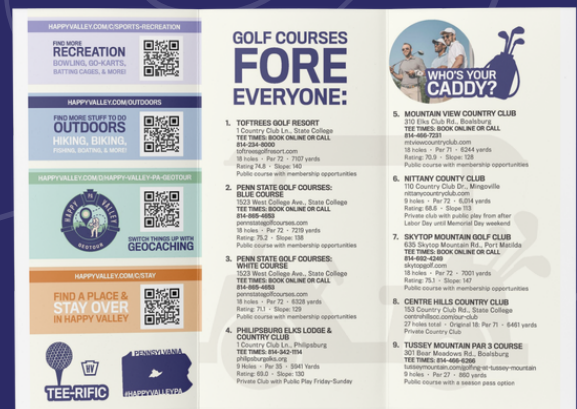 HAPPYVALLEY.COM/C/SPORTS-RECREATION
FIND MORE
RECREATION
BOWLING, GO-KARTS,
BATTING CAGES, & MORE!
HAPPYVALLEY.COM/OUTDOORS
FIND MORE STUFF TO DO
OUTDOORS
HIKING, BIKING,
FISHING, BOATING, & MORE!
HAPPYVALLEY.COM/D/HAPPY-VALLEY-PA-GEOTOUR
HAPPY VALLEY
PA
GEOTOUR
SWITCH THINGS UP WITH
GEOCACHING
HAPPYVALLEY.COM/C/STAY
FIND A PLACE &
STAY OVER
IN HAPPY VALLEY
TEE-RIFIC
HV
PENNSYLVANIA
#HAPPYVALLEYPA
GOLF COURSES
FORE
EVERYONE:
1. TOFTREES GOLF RESORT
1 Country Club Ln., State College
TEE TIMES: BOOK ONLINE OR CALL
814-234-8000
toftreesgolfresort.com
18 holes • Par 72 • 7107 yards
Rating: 74.8 • Slope: 140
Public course with membership opportunities
2. PENN STATE GOLF COURSES:
BLUE COURSE
1523 West College Ave., State College
TEE TIMES: BOOK ONLINE OR CALL
814-865-4653
pennstategolfcourses.com
18 holes • Par 72 • 7219 yards
Rating: 75.2 • Slope: 138
Public course with membership opportunities
3. PENN STATE GOLF COURSES:
WHITE COURSE
1523 West College Ave., State College
TEE TIMES: BOOK ONLINE OR CALL
814-865-4653
pennstategolfcourses.com
18 holes • Par 72 • 6328 yards
Rating: 71.1 • Slope: 129
Public course with membership opportunities
4. PHILIPSBURG ELKS LODGE &
COUNTRY CLUB
1 Country Club Ln., Philipsburg
TEE TIMES: 814-342-1114
philipsburgelks.org
9 Holes • Par 35 • 5941 Yards
Rating: 69.0 • Slope: 130
Private Club with Public Play Friday-Sunday
WHO'S YOUR
CADDY?
5. MOUNTAIN VIEW COUNTRY CLUB
310 Elks Club Rd., Boalsburg
TEE TIMES: BOOK ONLINE OR CALL
814-466-7231
mtviewcountryclub.com
18 holes • Par 71 • 6244 yards
Rating: 70.9 • Slope: 128
Public course with membership opportunities
6. NITTANY COUNTRY CLUB
110 Country Club Dr., Mingoville
nittanycountryclub.com
9 holes • Par 72 • 6,014 yards
Rating: 68.6 • Slope 113
Private club with public play from after
Labor Day until Memorial Day weekend
7. SKYTOP MOUNTAIN GOLF CLUB
635 Skytop Mountain Rd., Port Matilda
TEE TIMES: BOOK ONLINE OR CALL
814-692-4249
skytopgolf.com
18 holes • Par 72 • 7001 yards
Rating: 75.1 • Slope: 147
Public course with membership opportunities
8. CENTRE HILLS COUNTRY CLUB
153 Country Club Rd., State College
centrehillscc.com/our-club
27 holes total • Original 18: Par 71 • 6461 yards
Private Country Club
9. TUSSEY MOUNTAIN PAR 3 COURSE
301 Bear Meadows Rd., Boalsburg
TEE TIMES: 814-466-6266
tusseymountain.com/golfing-at-tussey-mountain
9 holes • Par 27 • 860 yards
Public course with a season pass option